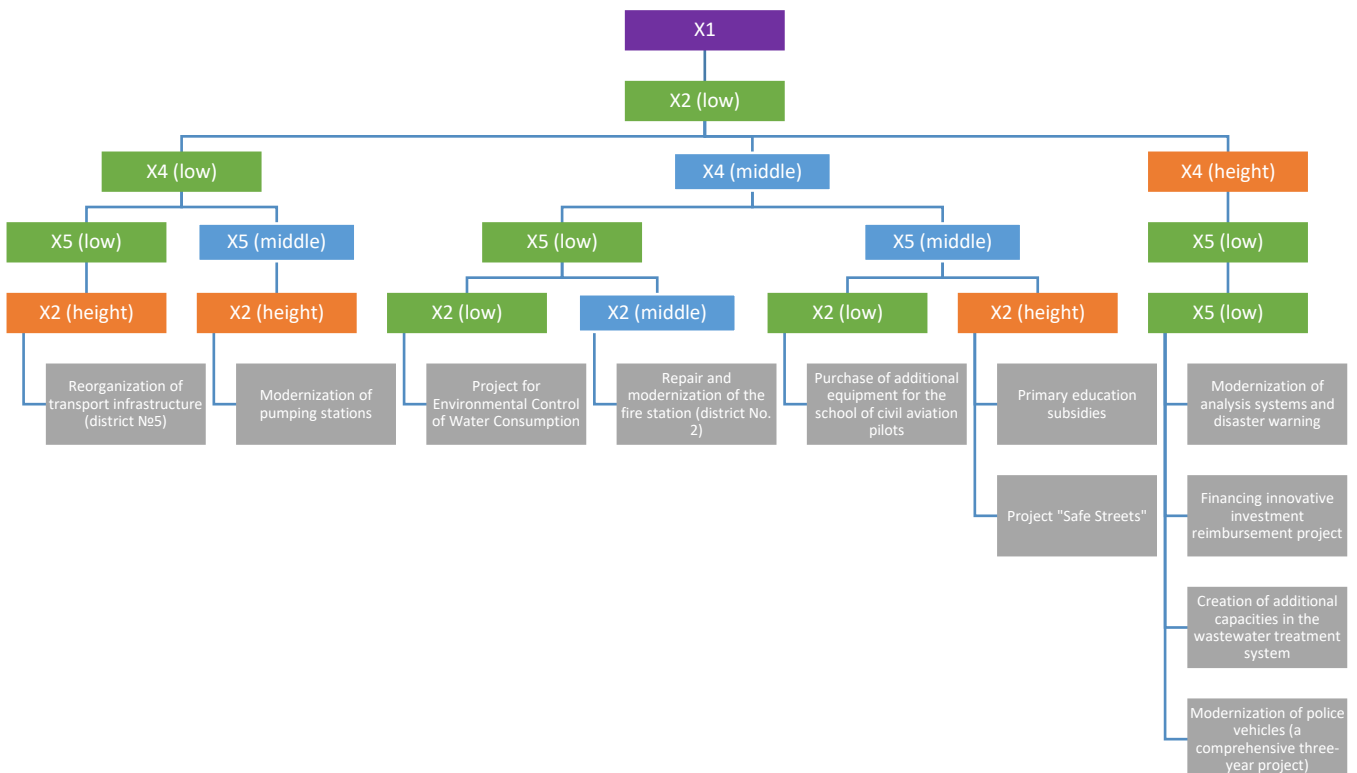 X1
X2 (low)
X4 (low)
X4 (middle)
X4 (height)
X5 (low)
X5 (middle)
X5 (low)
X5 (middle)
X5 (low)
X2 (height)
X2 (height)
X2 (low)
X2 (middle)
X2 (low)
X2 (height)
X5 (low)
Reorganization of
transport infrastructure
(district №5)
Modernization of
pumping stations
Project for
Environmental Control
of Water Consumption
Repair and
modernization of the
fire station (district No.
2)
Purchase of additional
equipment for the
school of civil aviation
pilots
Primary education
subsidies
Modernization of
analysis systems and
disaster warning
Project "Safe Streets"
Financing innovative
investment
reimbursement project
Creation of additional
capacities in the
wastewater treatment
system
Modernization of police
vehicles (a
comprehensive three-
year project)